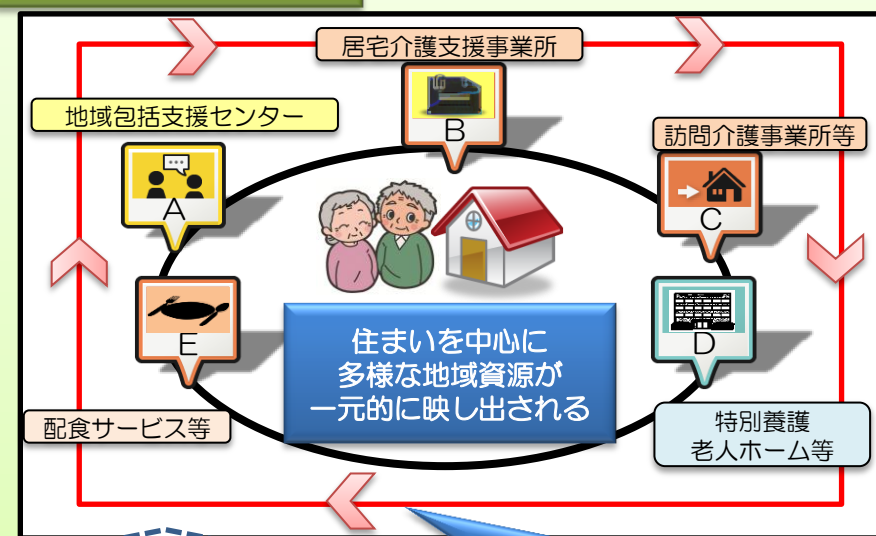 居宅介護支援事業所
地域包括支援センター
B
訪問介護事業所等
A
C
E
D
住まいを中心に
多様な地域資源が
一元的に映し出される
配食サービス等
特別養護
老人ホーム等